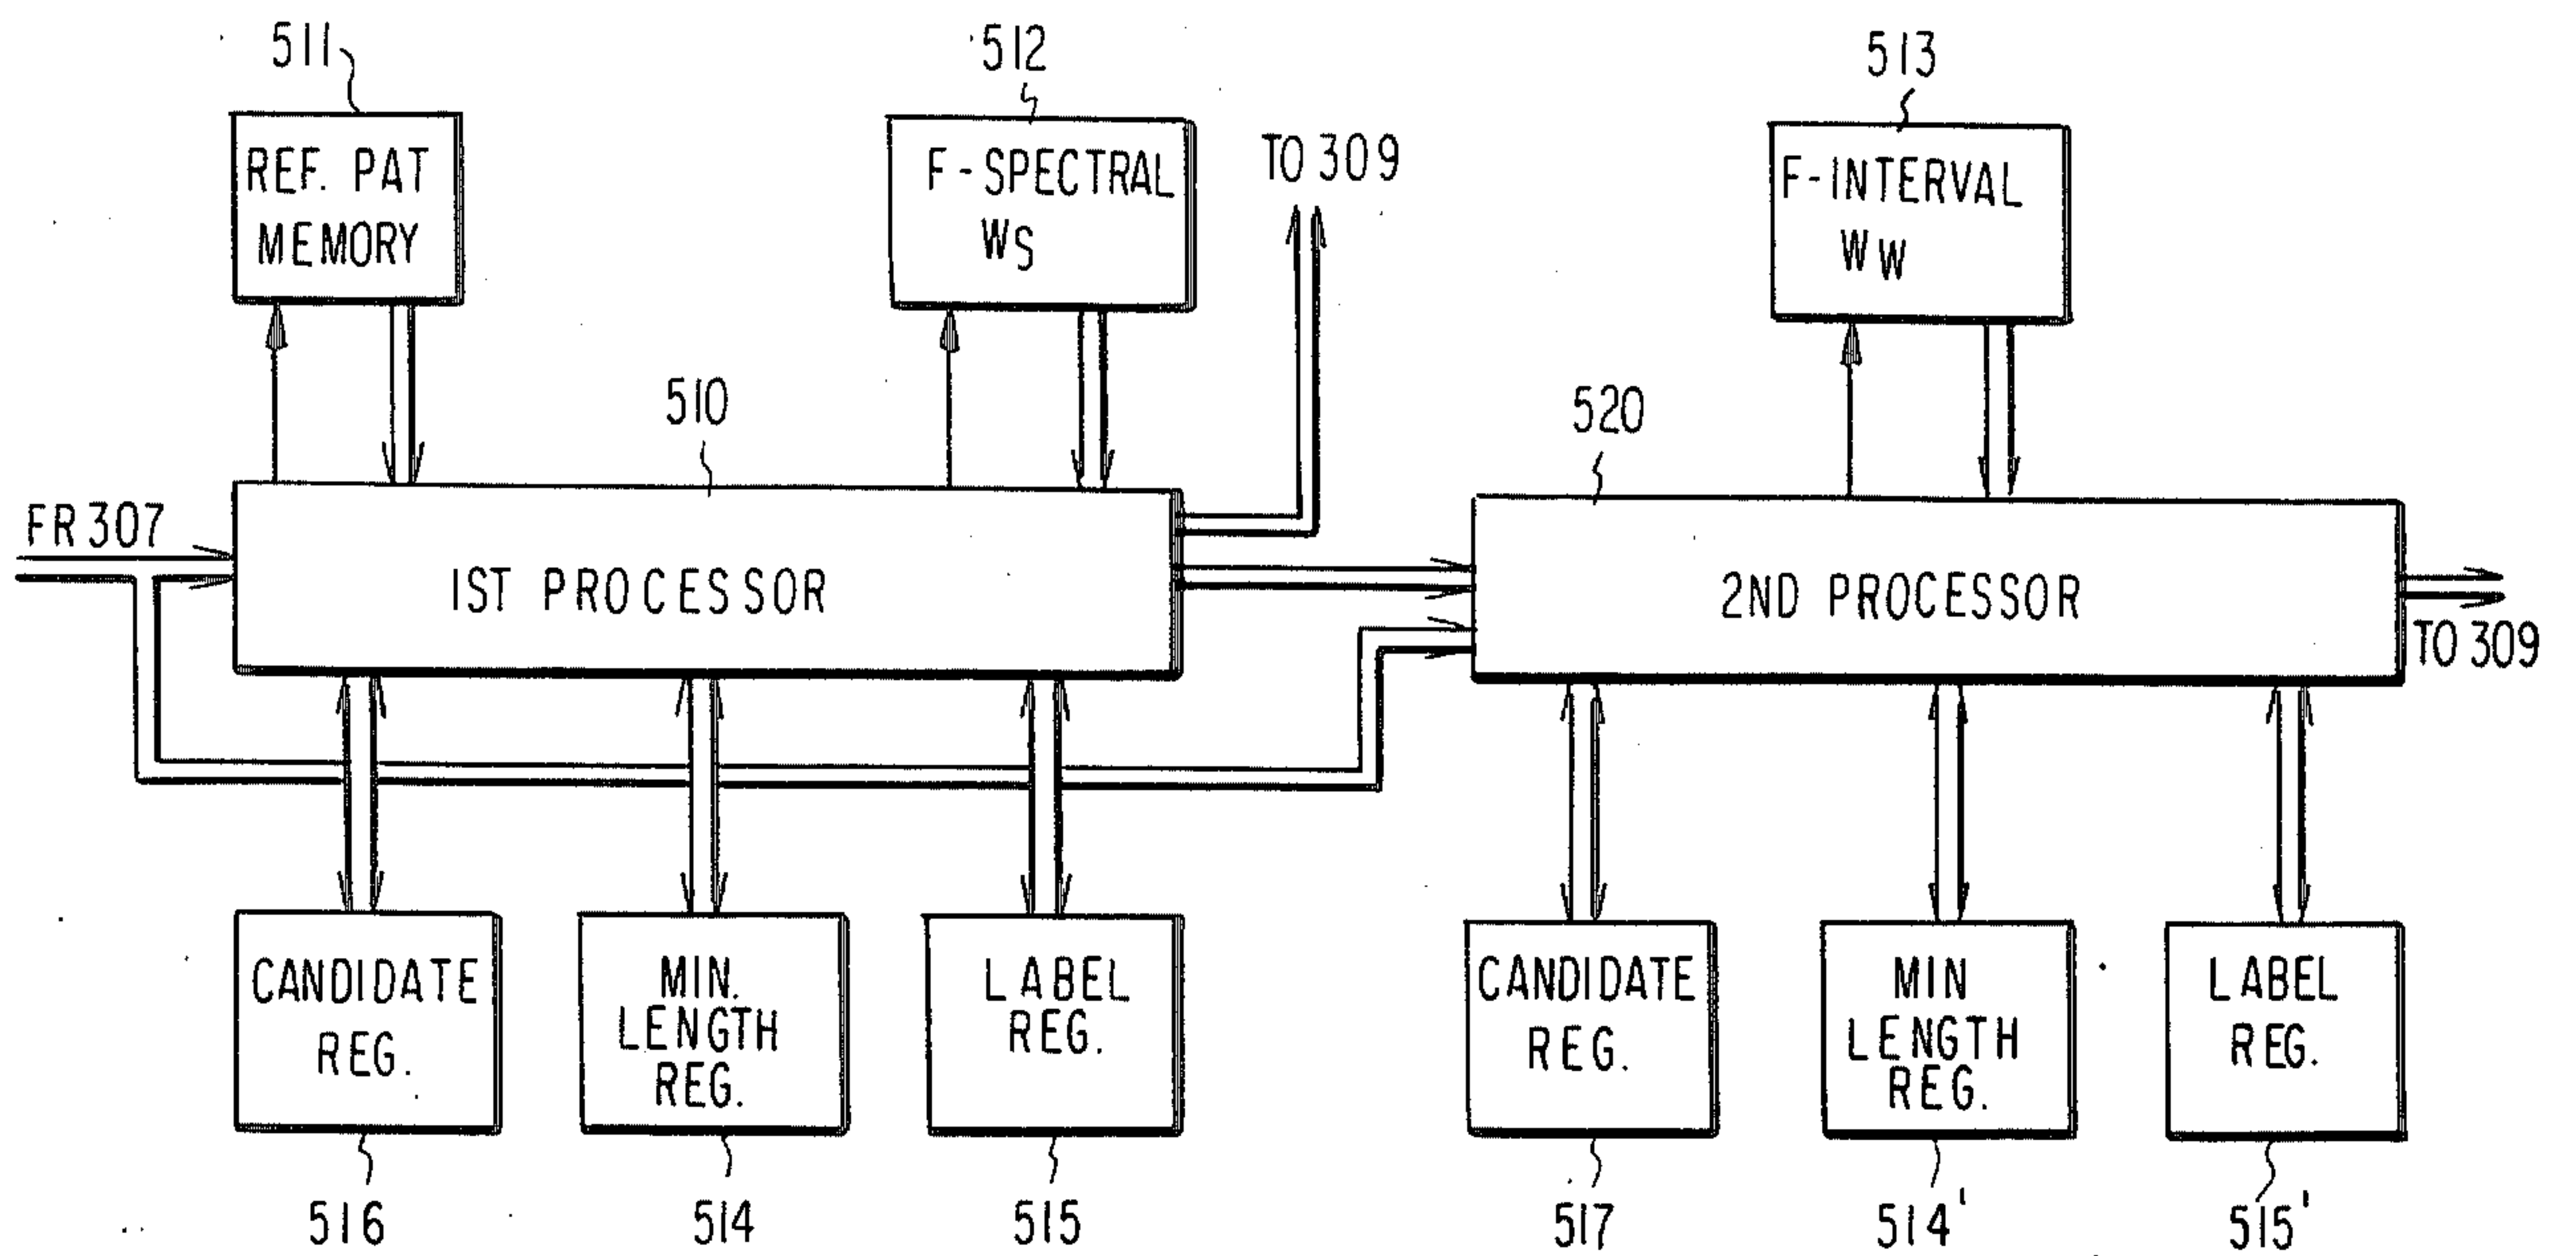 511
512
513
REF. PAT
MEMORY
F-SPECTRAL
WS
TO 309
F-INTERVAL
WW
510
520
FR 307
1ST PROCESSOR
2ND PROCESSOR
TO 309
CANDIDATE
REG.
MIN.
LENGTH
REG.
LABEL
REG.
CANDIDATE
REG.
MIN
LENGTH
REG.
LABEL
REG.
516
514
515
517
514'
515'